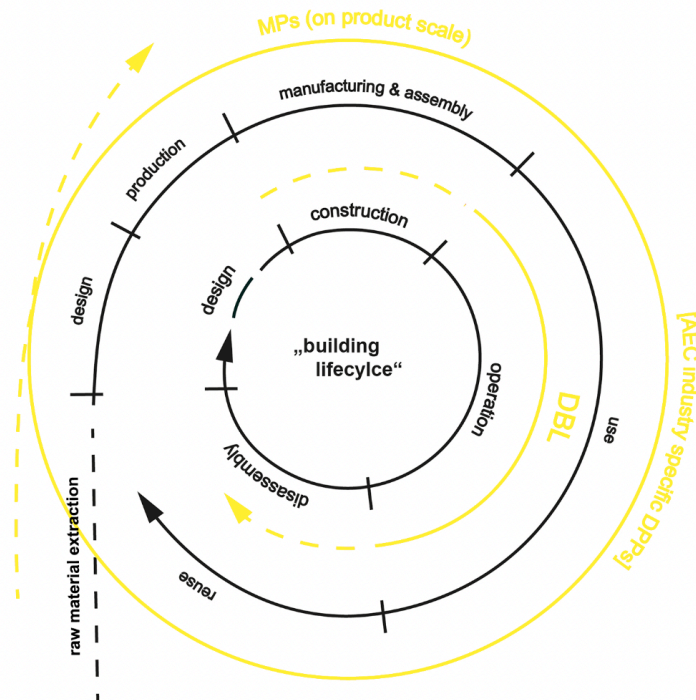 MPs (on product scale)
manufacturing & assembly
production
design
construction
design
„building
lifecylce“
operation
DBL
use
[AEC industry specific DPPs]
disassembly
reuse
raw material extraction